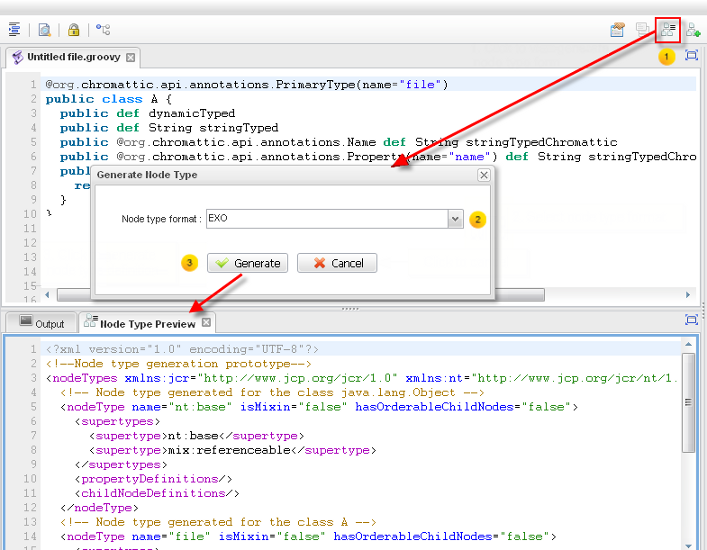 1
Untitled file.groovy
1 @org.chromattic.api.annotations.PrimaryType(name="file")
2 public class A {
3 public def dynamicTyped
4 public def String stringTyped
5 public @org.chromattic.api.annotations.Name def String stringTypedChromattic
6 public @org.chromattic.api.annotations.Property(name="name") def String stringTypedChro
7 publ
8 re
9 }
10 }
11
12
13
14
15
16
Generate Node Type
Node type format : EXO 2
3 Generate Cancel
Output Node Type Preview
1 <?xml version="1.0" encoding="UTF-8"?>
2 <!--Node type generation prototype-->
3 <nodeTypes xmlns:jcr="http://www.jcp.org/jcr/1.0" xmlns:nt="http://www.jcp.org/jcr/nt/1.
4 <!-- Node type generated for the class java.lang.Object -->
5 <nodeType name="nt:base" isMixin="false" hasOrderableChildNodes="false">
6 <supertypes>
7 <supertype>nt:base</supertype>
8 <supertype>mix:referenceable</supertype>
9 </supertypes>
10 <propertyDefinitions/>
11 <childNodeDefinitions/>
12 </nodeType>
13 <!-- Node type generated for the class A -->
14 <nodeType name="file" isMixin="false" hasOrderableChildNodes="false">
15 <supertypes>